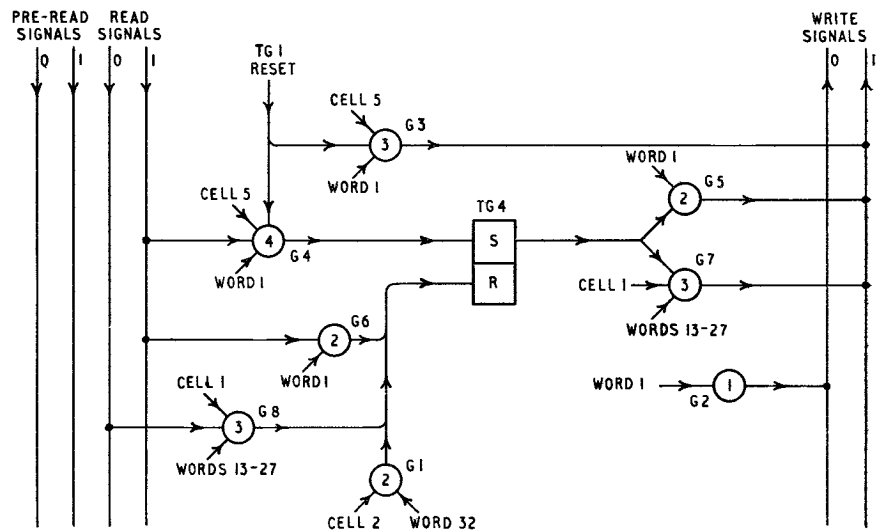 PRE-READ READ
SIGNALS SIGNALS
0 1 0 1
WRITE
SIGNALS
0 1
TG 1
RESET
CELL 5
G3
3
WORD 1
WORD 1
G5
2
CELL 5
4
G4
WORD 1
TG 4
S
R
G7
CELL 1
3
WORDS 13-27
G6
2
WORD 1
WORD 1
G2
1
CELL 1
G8
3
WORDS 13-27
G1
2
CELL 2
WORD 32